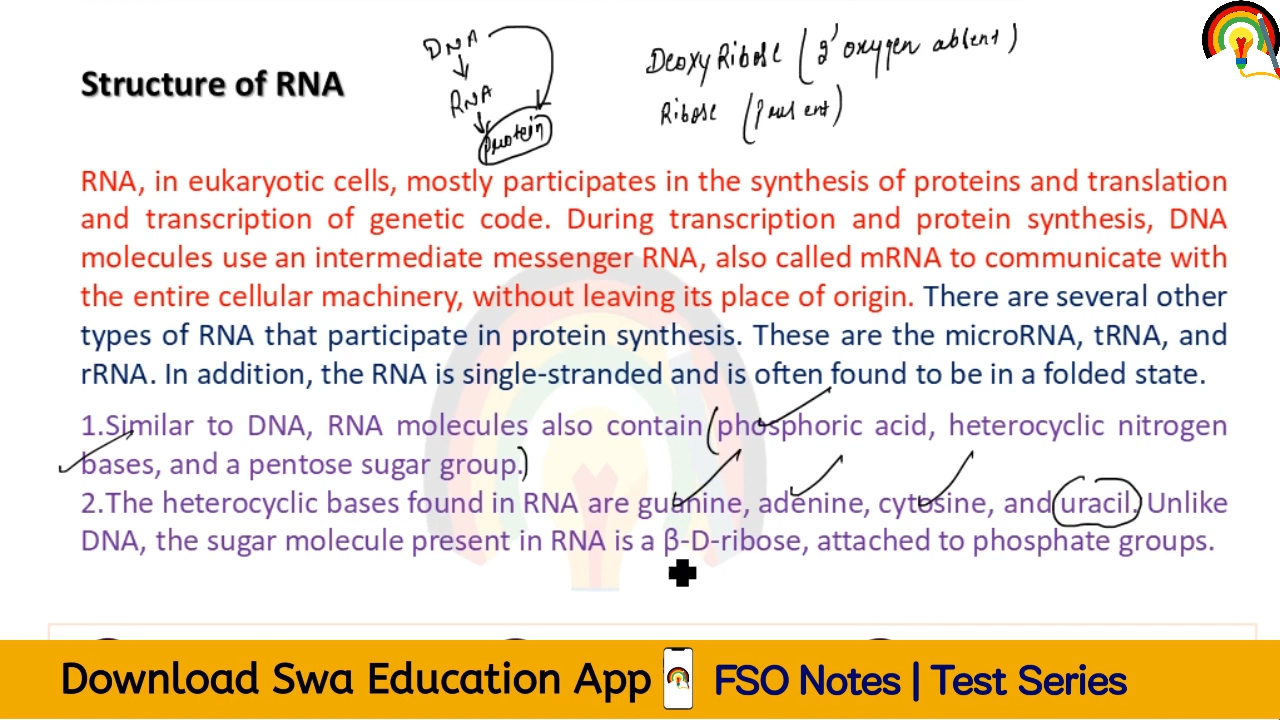 DNA
RNA
protein
DeoxyRibose (2' oxygen absent)
Ribose (Present)
Structure of RNA
RNA, in eukaryotic cells, mostly participates in the synthesis of proteins and translation
and transcription of genetic code. During transcription and protein synthesis, DNA
molecules use an intermediate messenger RNA, also called mRNA to communicate with
the entire cellular machinery, without leaving its place of origin. There are several other
types of RNA that participate in protein synthesis. These are the microRNA, tRNA, and
rRNA. In addition, the RNA is single-stranded and is often found to be in a folded state.
1.Similar to DNA, RNA molecules also contain (phosphoric acid, heterocyclic nitrogen
bases, and a pentose sugar group.)
2.The heterocyclic bases found in RNA are guanine, adenine, cytosine, and uracil. Unlike
DNA, the sugar molecule present in RNA is a β-D-ribose, attached to phosphate groups.
Download Swa Education App FSO Notes | Test Series